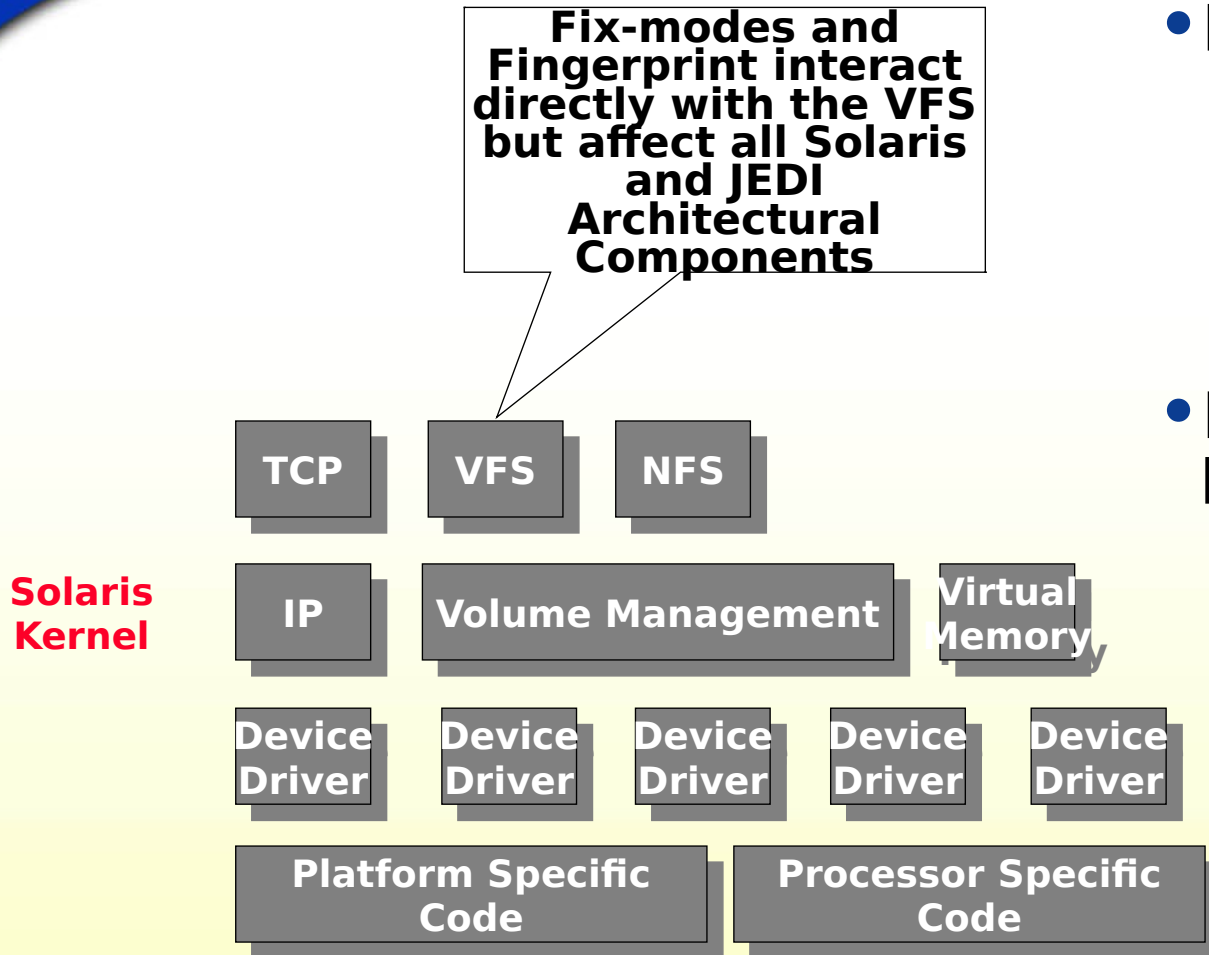 Fix-modes and
Fingerprint interact
directly with the VFS
but affect all Solaris
and JEDI
Architectural
Components
TCP
VFS
NFS
Solaris
Kernel
IP
Volume Management
Virtual
Memory
Device
Driver
Device
Driver
Device
Driver
Device
Driver
Device
Driver
Platform Specific
Code
Processor Specific
Code